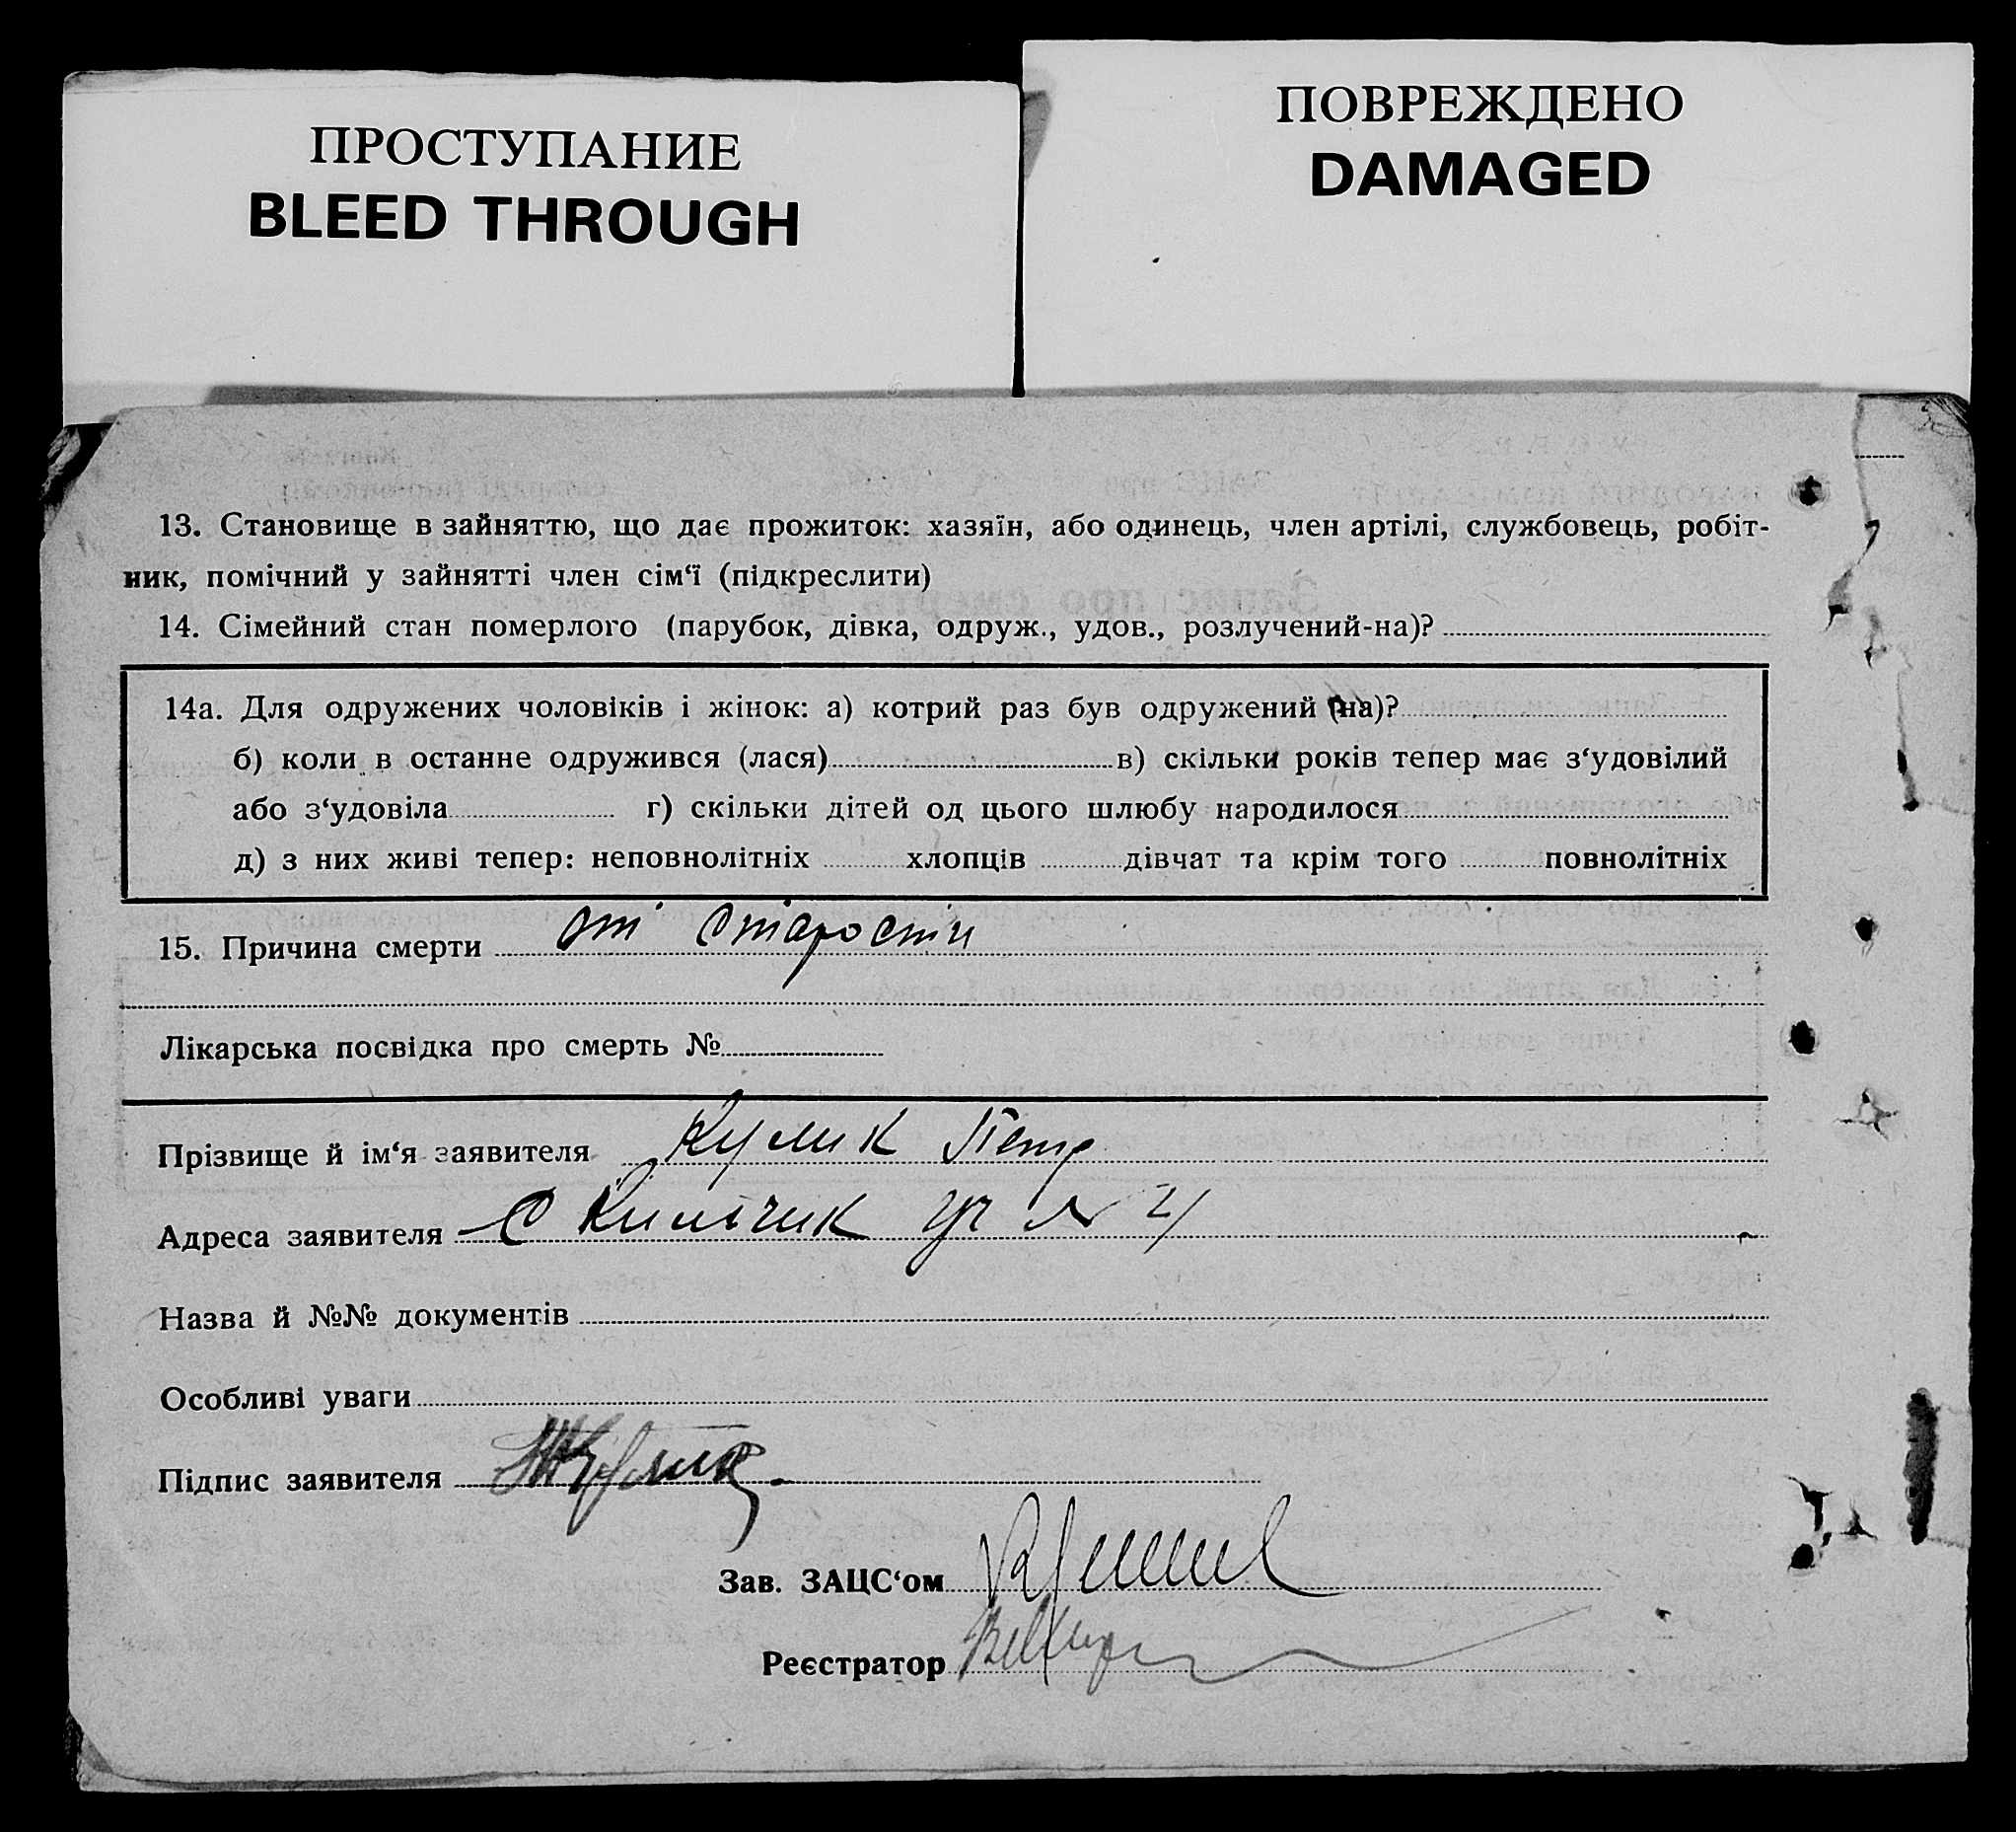 ПРОСТУПАНИЕ
BLEED THROUGH
ПОВРЕЖДЕНО
DAMAGED
13. Становище в зайняттю, що дає прожиток: хазяїн, або одинець, член артілі, службовець, робіт-
ник, помічний у зайнятті член сім‘ї (підкреслити)
14. Сімейний стан померлого (парубок, дівка, одруж., удов., розлучений-на)?
14а. Для одружених чоловіків і жінок: а) котрий раз був одружений (на)?
б) коли в останне одружився (лася) в) скільки років тепер має з‘удовілий
або з‘удовіла г) скільки дітей од цього шлюбу народилося
д) з них живі тепер: неповнолітніх хлопців дівчат та крім того повнолітніх
15. Причина смерти от старости
Лікарська посвідка про смерть №
Прізвище й ім‘я заявителя Кулик Петр
Адреса заявителя С уч №
Назва й №№ документів
Особливі уваги
Підпис заявителя
Зав. ЗАЦС‘ом
Реєстратор